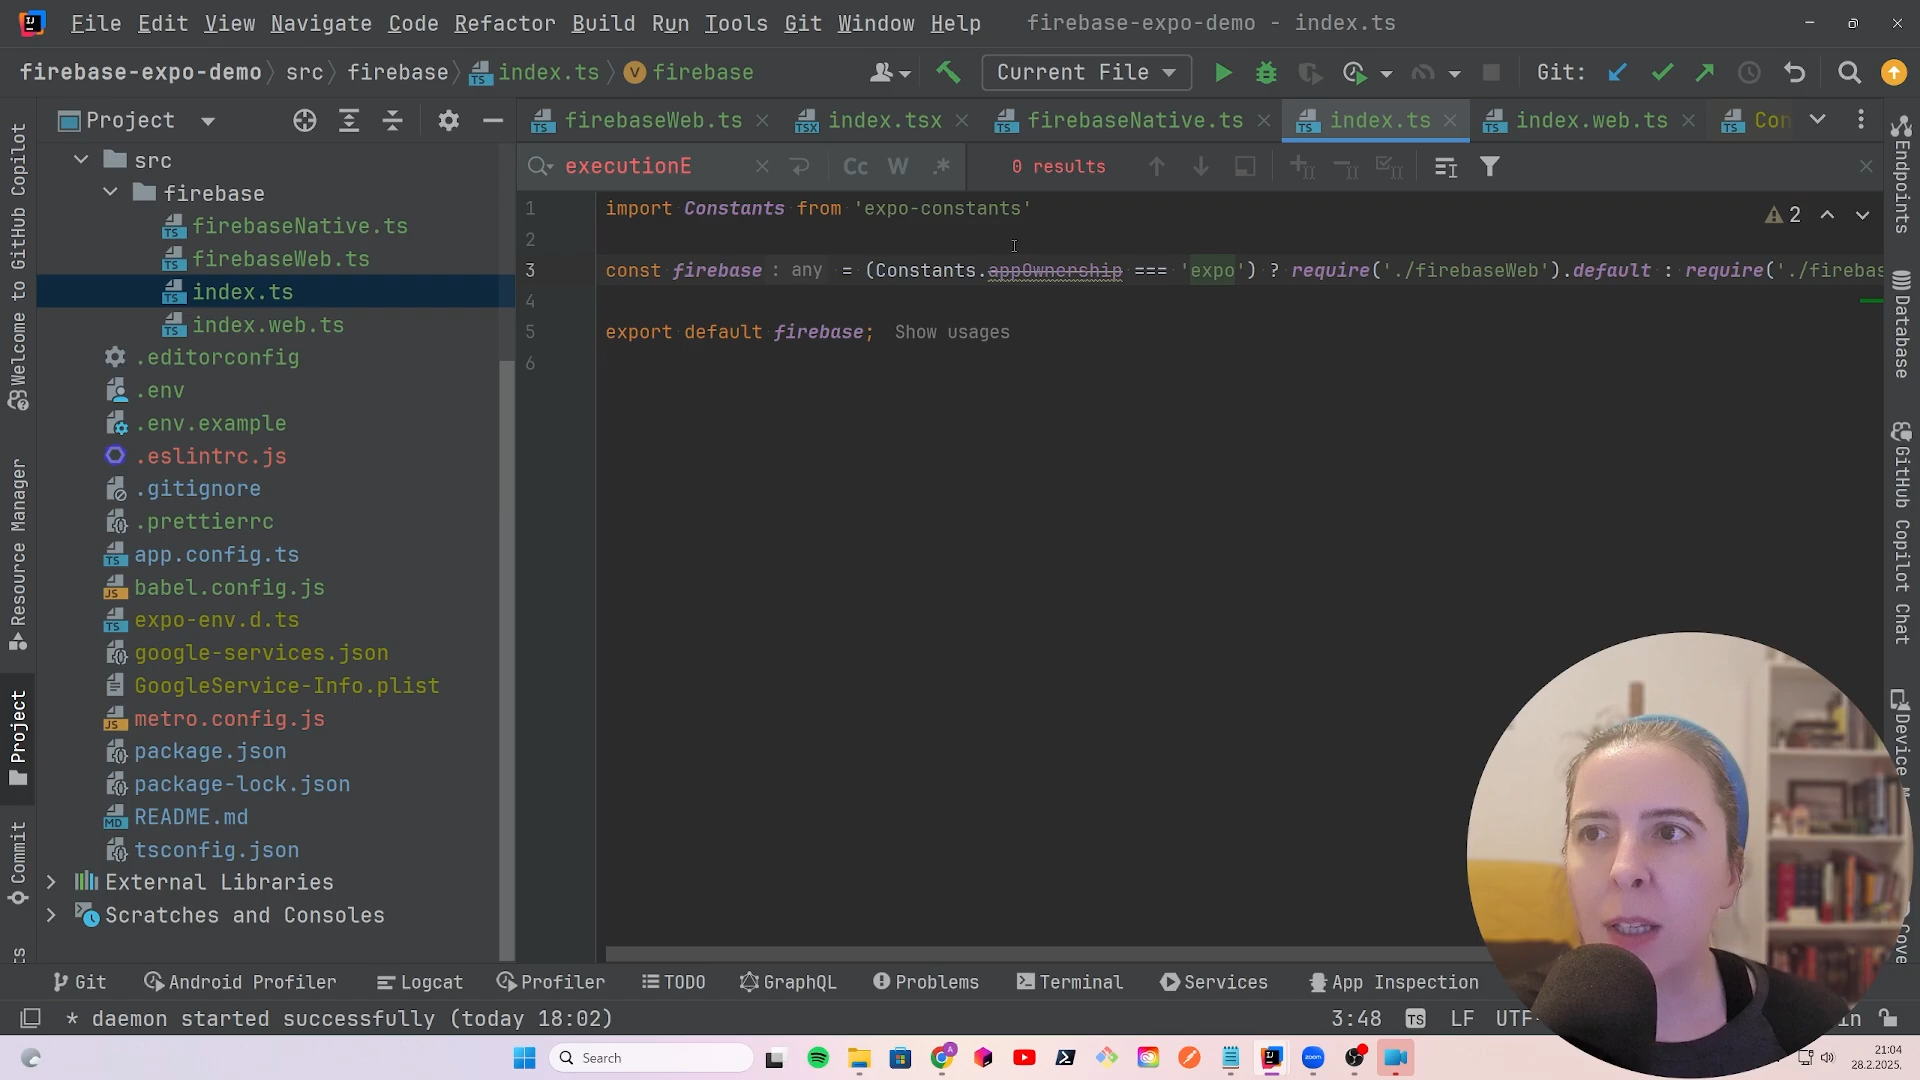 File Edit View Navigate Code Refactor Build Run Tools Git Window Help firebase-expo-demo - index.ts
firebase-expo-demo src firebase index.ts firebase Current File Git:
Project firebaseWeb.ts index.tsx firebaseNative.ts index.ts index.web.ts Con
executionE Cc W .* 0 results
src
firebase
firebaseNative.ts
firebaseWeb.ts
index.ts
index.web.ts
.editorconfig
.env
.env.example
.eslintrc.js
.gitignore
.prettierrc
app.config.ts
babel.config.js
expo-env.d.ts
google-services.json
GoogleService-Info.plist
metro.config.js
package.json
package-lock.json
README.md
tsconfig.json
External Libraries
Scratches and Consoles
1 import Constants from 'expo-constants'
2
3 const firebase : any = (Constants.appOwnership === 'expo') ? require('./firebaseWeb').default : require('./firebas
4
5 export default firebase; Show usages
6
2
Welcome to GitHub Copilot
Resource Manager
Project
Commit
Endpoints
Database
GitHub Copilot Chat
Device M
Cove
Git Android Profiler Logcat Profiler TODO GraphQL Problems Terminal Services App Inspection
* daemon started successfully (today 18:02) 3:48 LF UTF-
Search
21:04
28.2.2025.